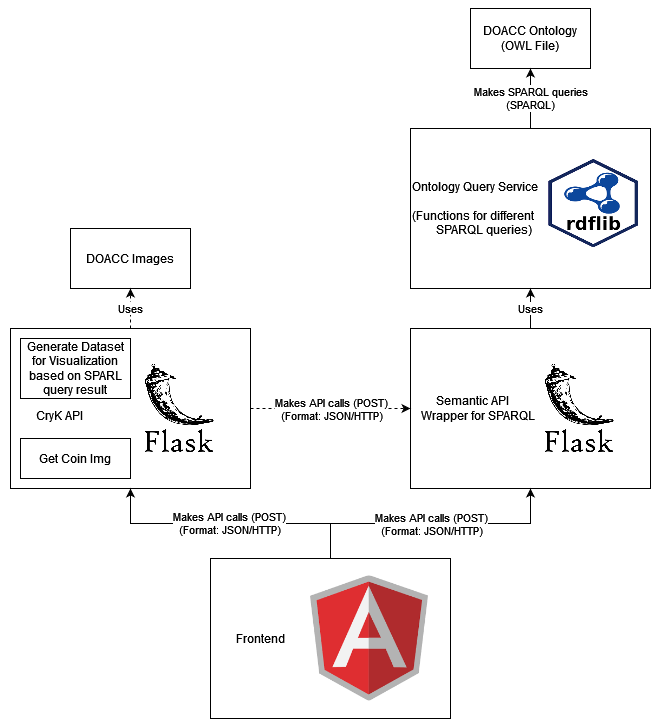 DOACC Ontology
(OWL File)
Makes SPARQL queries
(SPARQL)
Ontology Query Service
(Functions for different
SPARQL queries)
rdflib
DOACC Images
Uses
Uses
Generate Dataset
for Visualization
based on SPARL
query result
CryK API
Get Coin Img
Flask
Makes API calls (POST)
(Format: JSON/HTTP)
Semantic API
Wrapper for SPARQL
Flask
Makes API calls (POST)
(Format: JSON/HTTP)
Makes API calls (POST)
(Format: JSON/HTTP)
Frontend
A